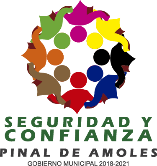 SEGURIDAD Y
CONFIANZA
PINAL DE AMOLES
GOBIERNO MUNICIPAL 2018-2021